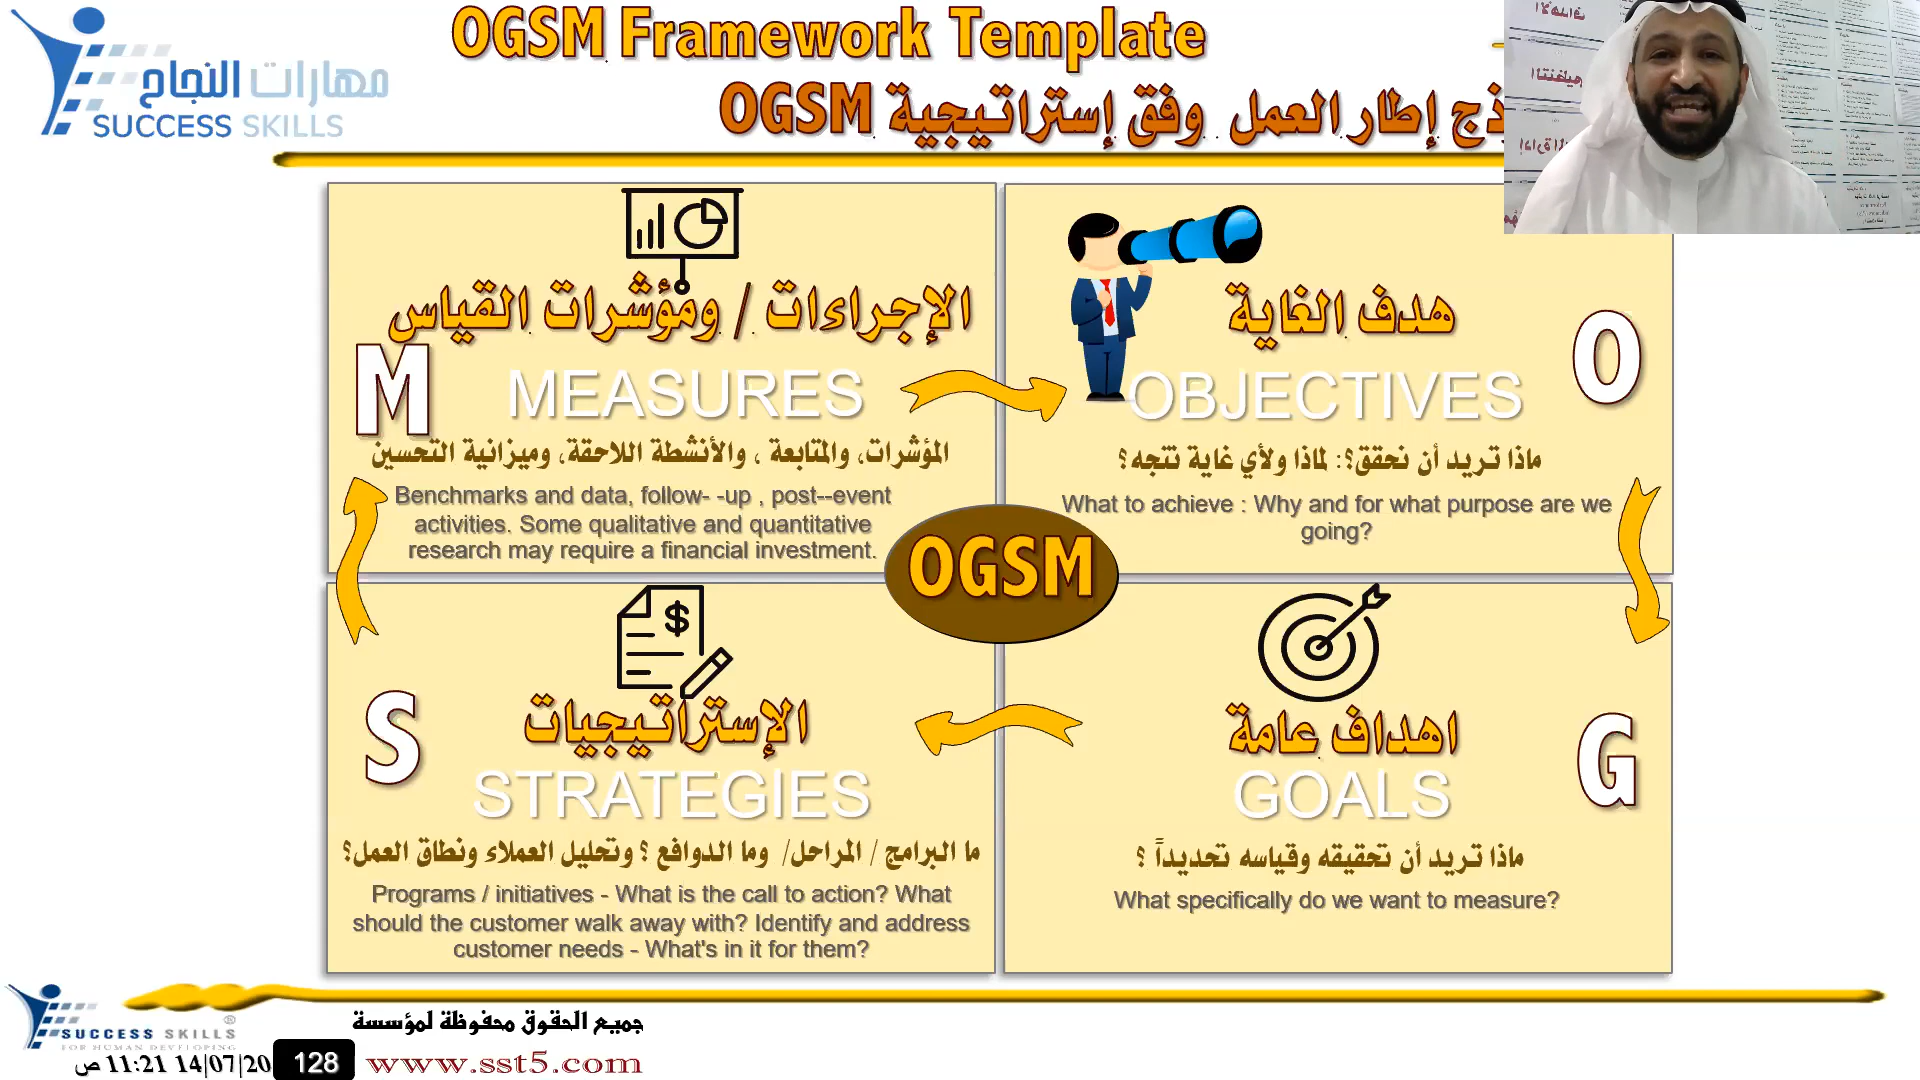 مهارات النجاح
SUCCESS SKILLS
OGSM Framework Template
إطار العمل وفق إستراتيجية OGSM
هدف الغاية
O
OBJECTIVES
ماذا تريد أن نحقق؟: لماذا ولأي غاية نتجه؟
What to achieve : Why and for what purpose are we
going?
اهداف عامة
G
GOALS
ماذا تريد أن تحقيقه وقياسه تحديداً ؟
What specifically do we want to measure?
الإستراتيجيات
S
STRATEGIES
ما البرامج / المراحل/ وما الدوافع ؟ وتحليل العملاء ونطاق العمل؟
Programs / initiatives - What is the call to action? What
should the customer walk away with? Identify and address
customer needs - What's in it for them?
الإجراءات / ومؤشرات القياس
M
MEASURES
المؤشرات، والمتابعة ، والأنشطة اللاحقة، وميزانية التحسين
Benchmarks and data, follow- -up , post--event
activities. Some qualitative and quantitative
research may require a financial investment.
OGSM
جميع الحقوق محفوظة لمؤسسة
SUCCESS SKILLS®
FOR HUMAN DEVELOPING
14/07/20 11:21 ص
128
www.sst5.com